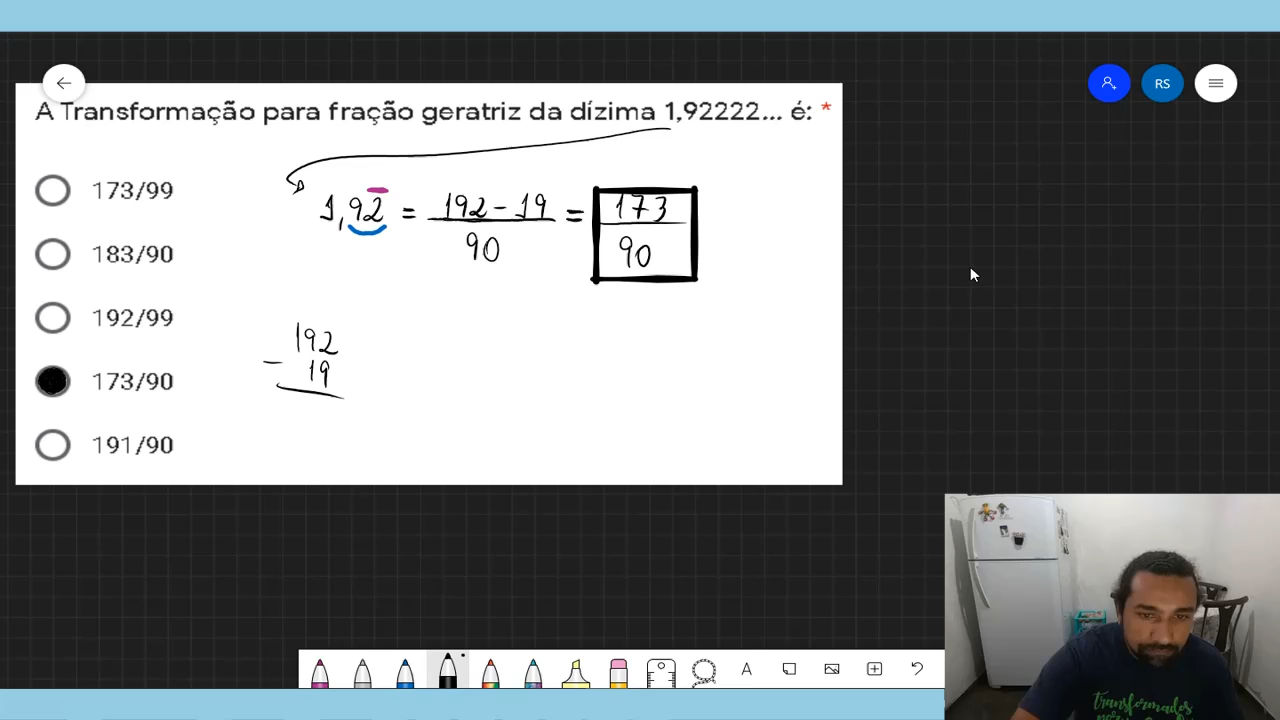 RS
A Transformação para fração geratriz da dízima 1,92222... é: *
173/99
183/90
192/99
173/90
191/90
1,92 = 192 - 19 / 90 = 173 / 90
192
- 19
A
transformados